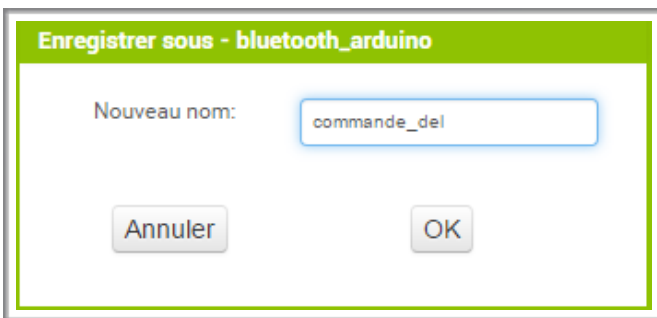 Enregistrer sous - bluetooth_arduino
Nouveau nom:
commande_del
Annuler
OK